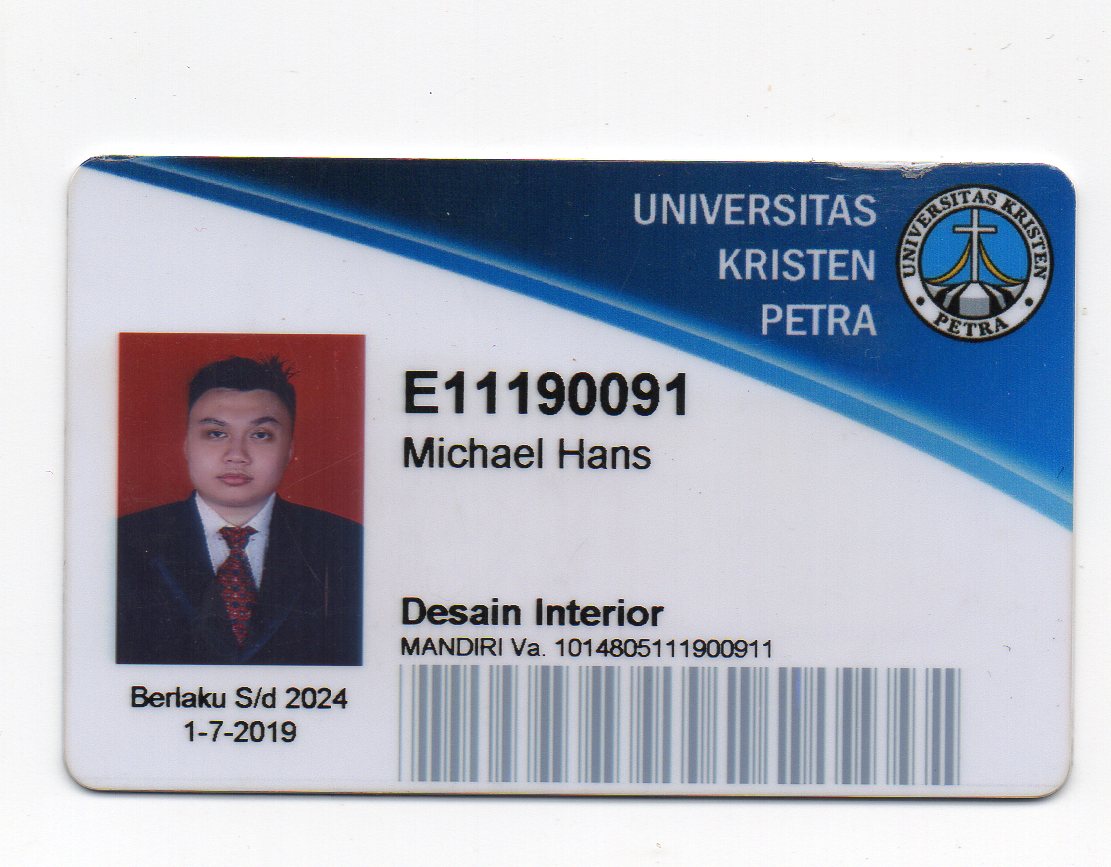 UNIVERSITAS
KRISTEN
PETRA
UNIVERSITAS KRISTEN
PETRA
E11190091
Michael Hans
Desain Interior
MANDIRI Va. 1014805111900911
Berlaku S/d 2024
1-7-2019